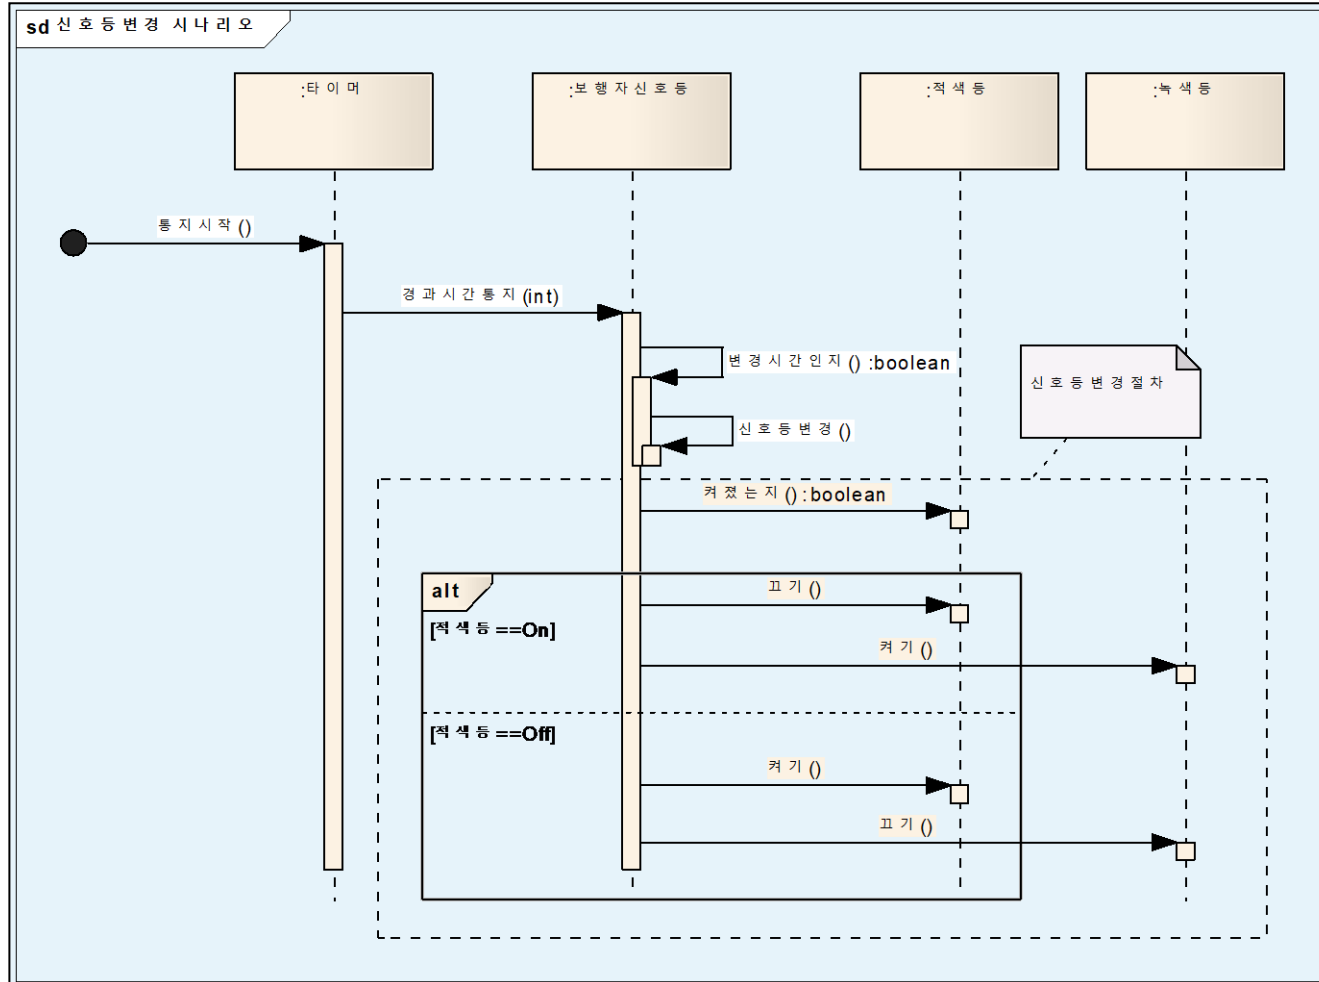 sd 신호등변경 시나리오
:타이머
:보행자신호등
:적색등
:녹색등
통지시작()
경과시간통지(int)
변경시간인지() :boolean
신호등변경절차
신호등변경()
켜졌는지() :boolean
alt
끄기()
[적색등==On]
켜기()
[적색등==Off]
켜기()
끄기()